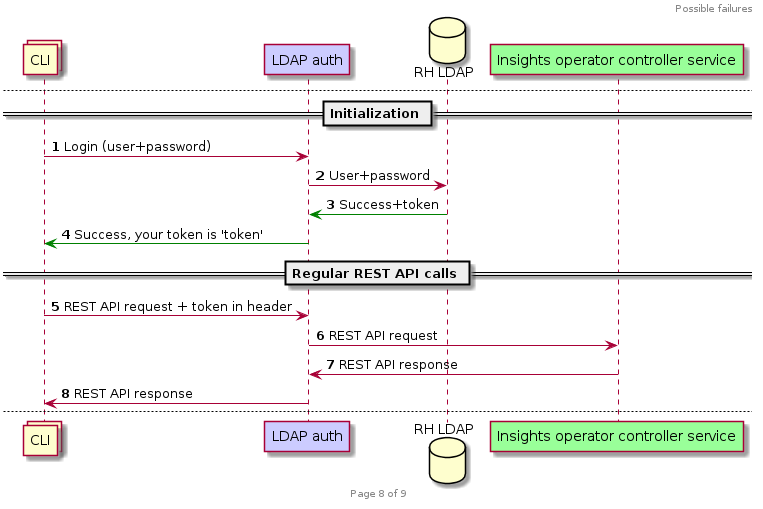 Possible failures
CLI
LDAP auth
RH LDAP
Insights operator controller service
Initialization
1 Login (user+password)
2 User+password
3 Success+token
4 Success, your token is 'token'
Regular REST API calls
5 REST API request + token in header
6 REST API request
7 REST API response
8 REST API response
CLI
LDAP auth
RH LDAP
Insights operator controller service
Page 8 of 9